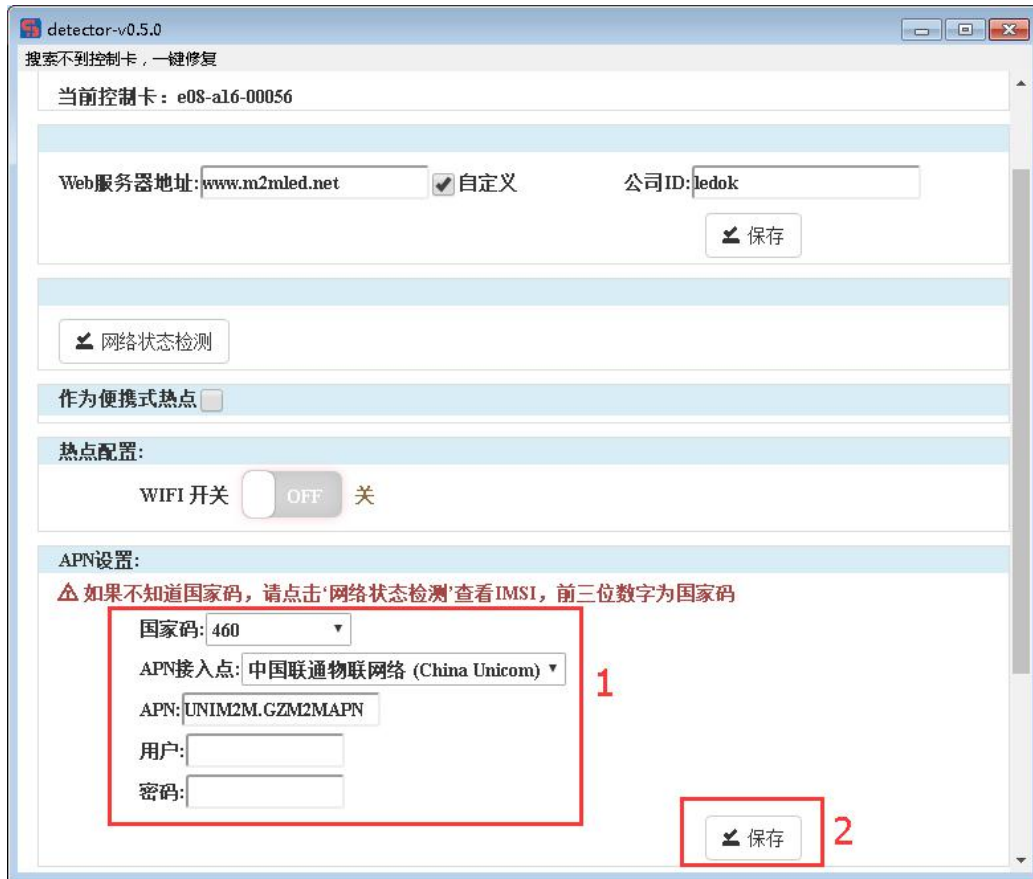 detector-v0.5.0
搜索不到控制卡，一键修复
当前控制卡：e08-a16-00056
Web服务器地址:www.m2mled.net 自定义 公司ID:ledok
保存
网络状态检测
作为便携式热点
热点配置:
WIFI 开关 OFF 关
APN设置:
如果不知道国家码，请点击‘网络状态检测’查看IMSI，前三位数字为国家码
国家码:460
APN接入点:中国联通物联网络 (China Unicom)
1
APN:UNIM2M.GZM2MAPN
用户:
密码:
保存 2